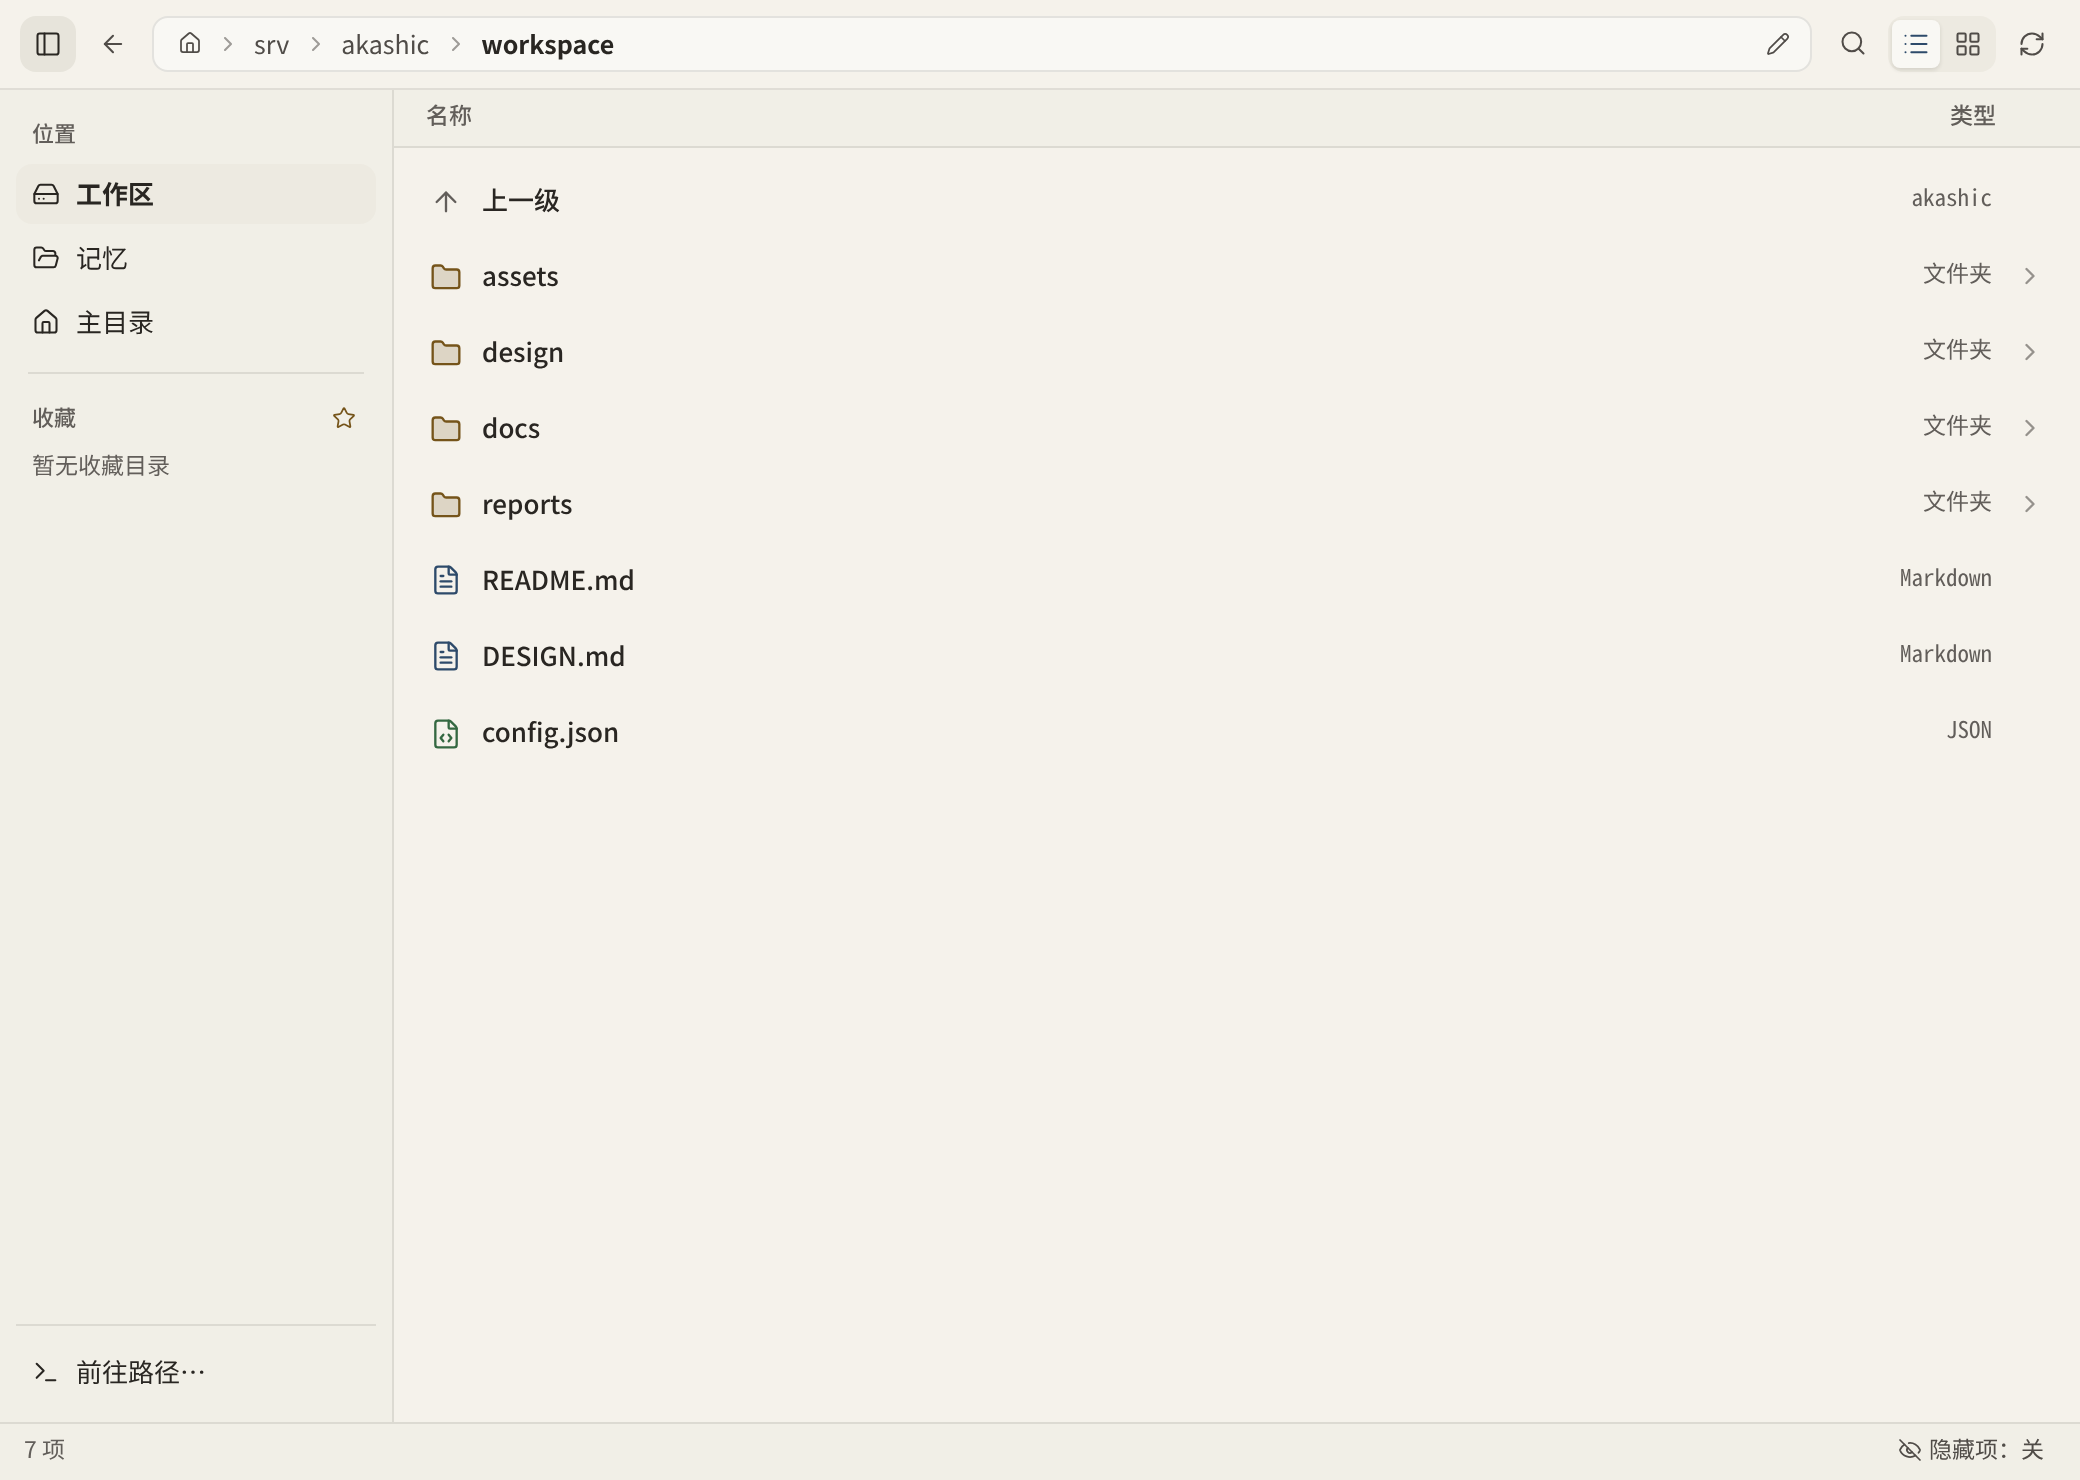 srv akashic workspace
位置
工作区
记忆
主目录
收藏
暂无收藏目录
前往路径…
名称 类型
上一级 akashic
assets 文件夹
design 文件夹
docs 文件夹
reports 文件夹
README.md Markdown
DESIGN.md Markdown
config.json JSON
7 项 隐藏项：关